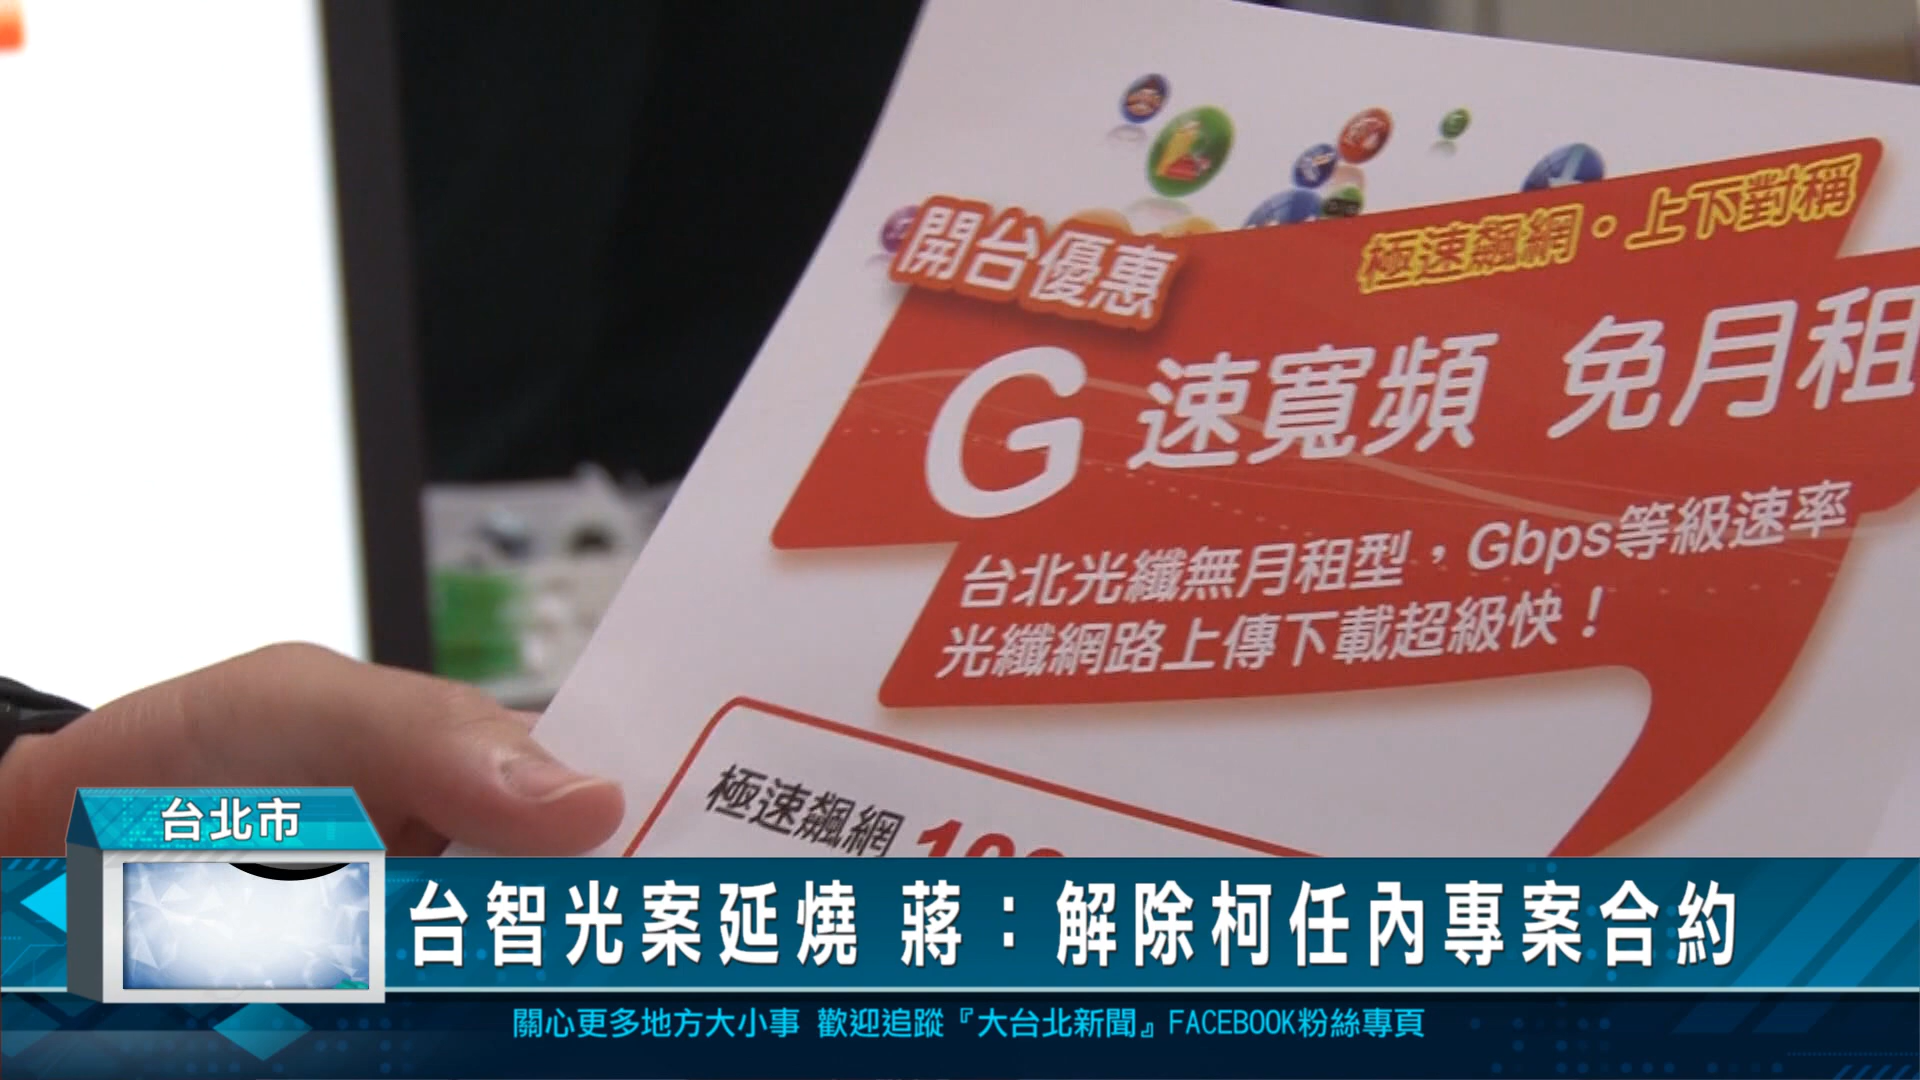 開台優惠
極速飆網・上下對稱
G 速寬頻 免月租
台北光纖無月租型，Gbps等級速率
光纖網路上傳下載超級快！
極速飆網
台北市
台智光案延燒 蔣：解除柯任內專案合約
關心更多地方大小事 歡迎追蹤『大台北新聞』FACEBOOK粉絲專頁